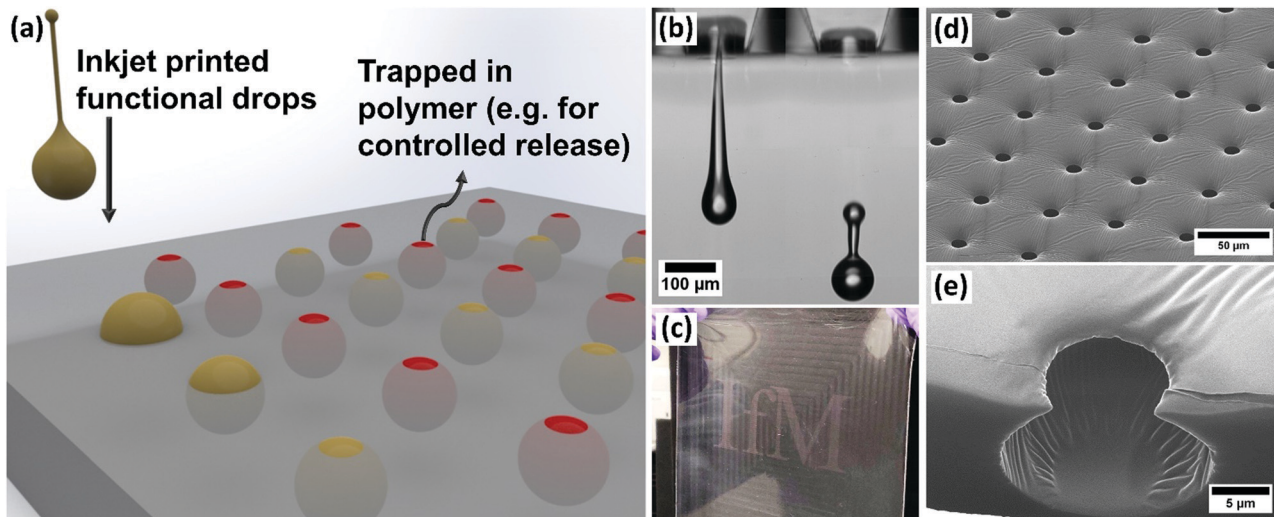 (a)
Inkjet printed
functional drops
Trapped in
polymer (e.g. for
controlled release)
(b)
100 µm
(c)
IfM
(d)
50 µm
(e)
5 µm